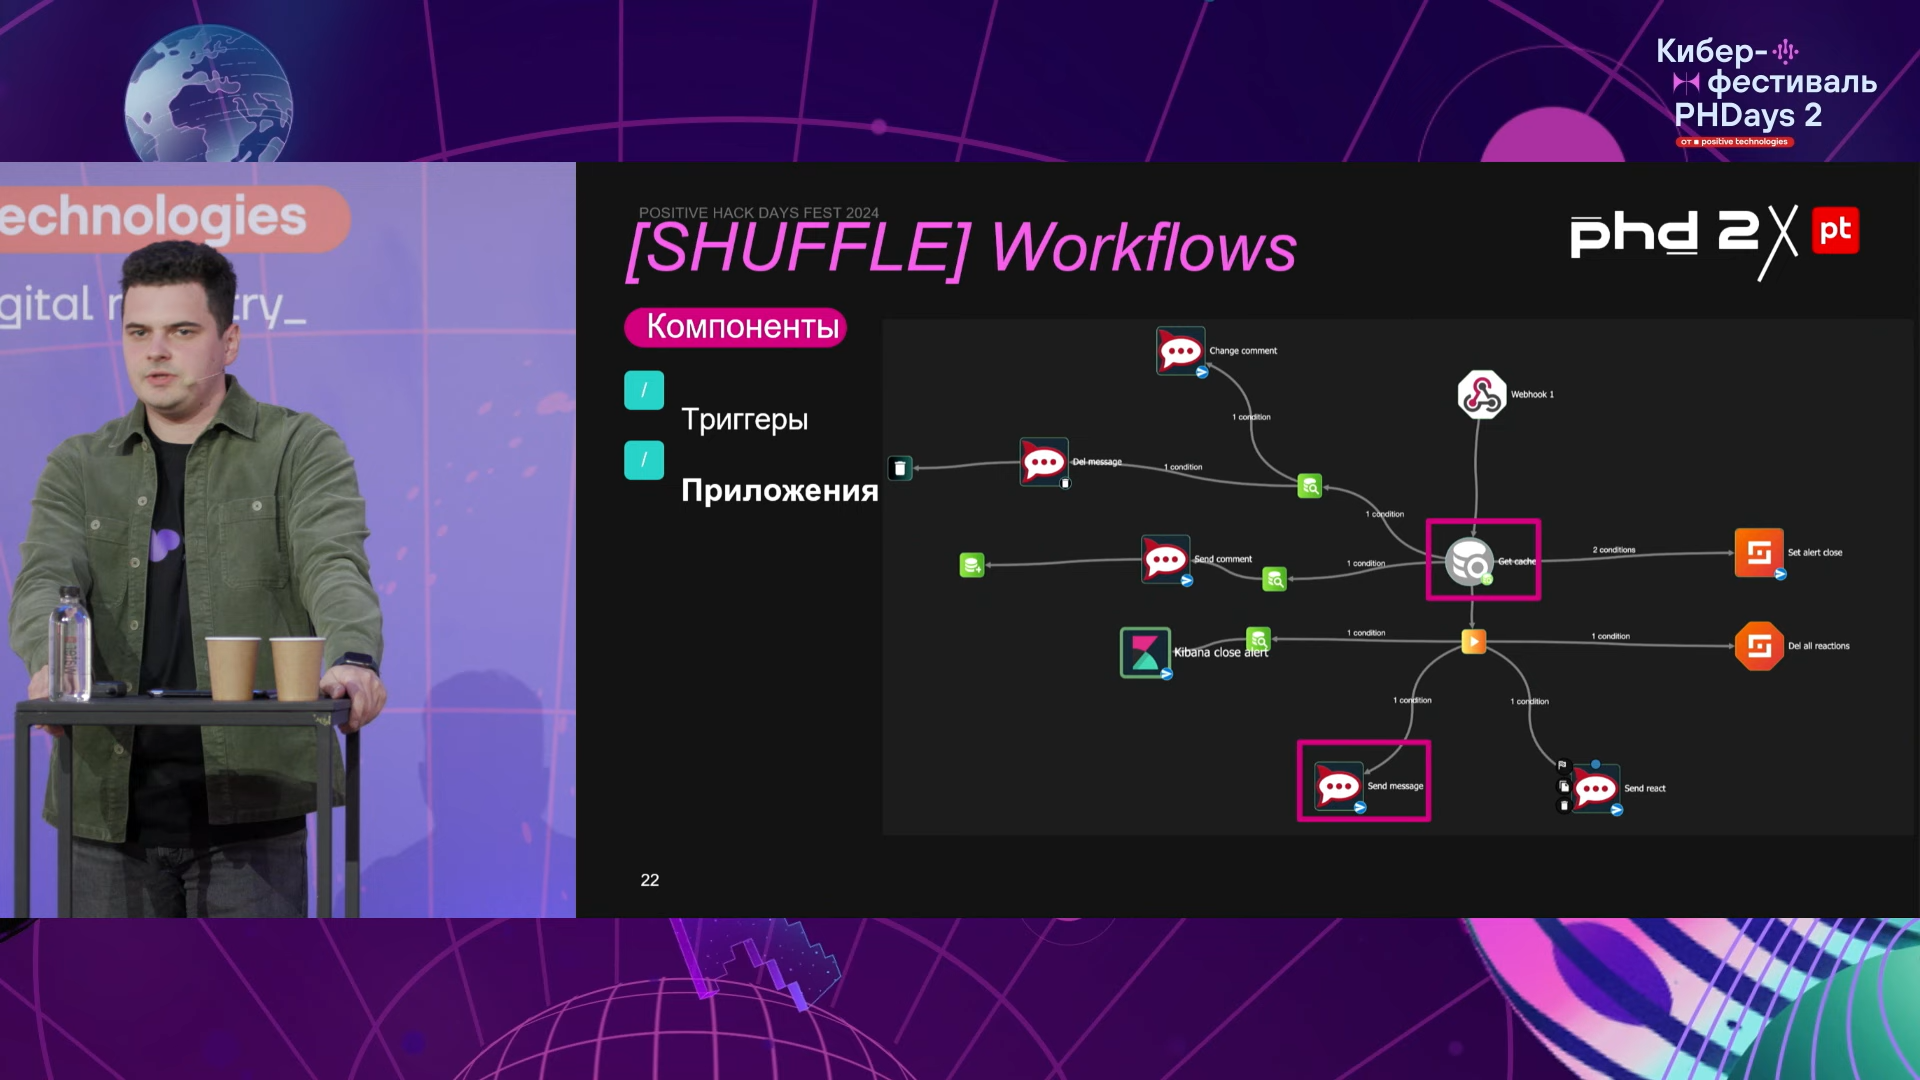 Кибер-
фестиваль
PHDays 2
от positive technologies
echnologies
gital r try_
POSITIVE HACK DAYS FEST 2024
[SHUFFLE] Workflows
phd 2
pt
Компоненты
/
Триггеры
/
Приложения
Change comment
Webhook 1
1 condition
Del message
1 condition
1 condition
Send comment
1 condition
Get cache
2 conditions
Set alert close
Kibana close alert
1 condition
1 condition
Del all reactions
1 condition
1 condition
Send message
Send react
22